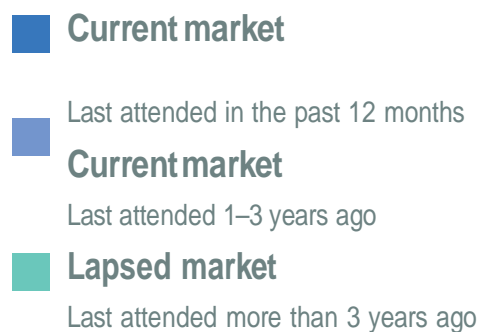 Current market
Last attended in the past 12 months
Current market
Last attended 1–3 years ago
Lapsed market
Last attended more than 3 years ago